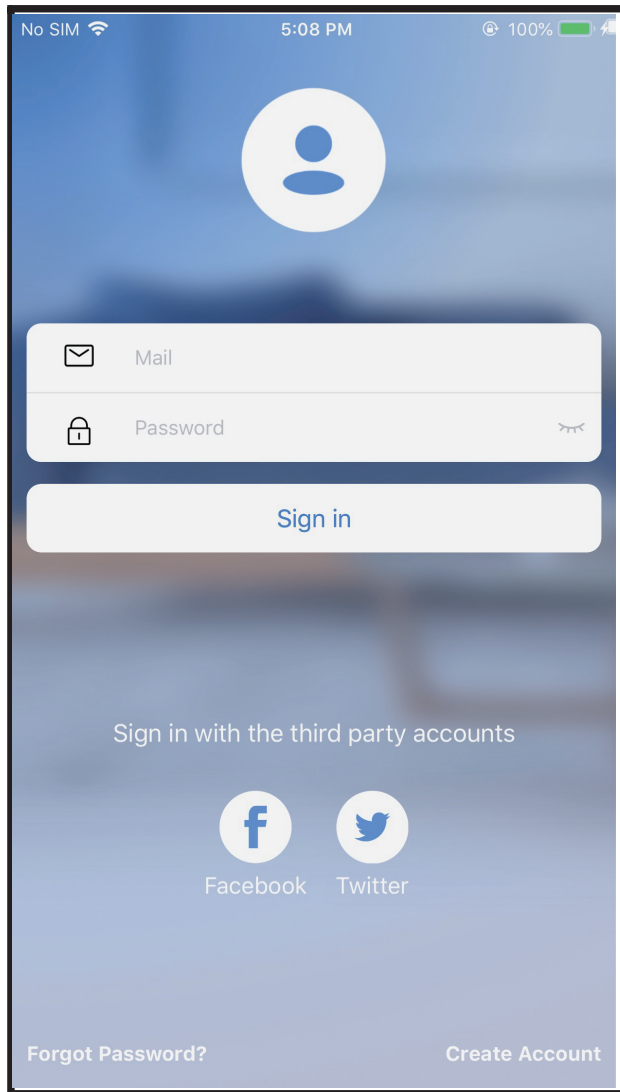 No SIM 5:08 PM 100%
Mail
Password
Sign in
Sign in with the third party accounts
Facebook Twitter
Forgot Password? Create Account